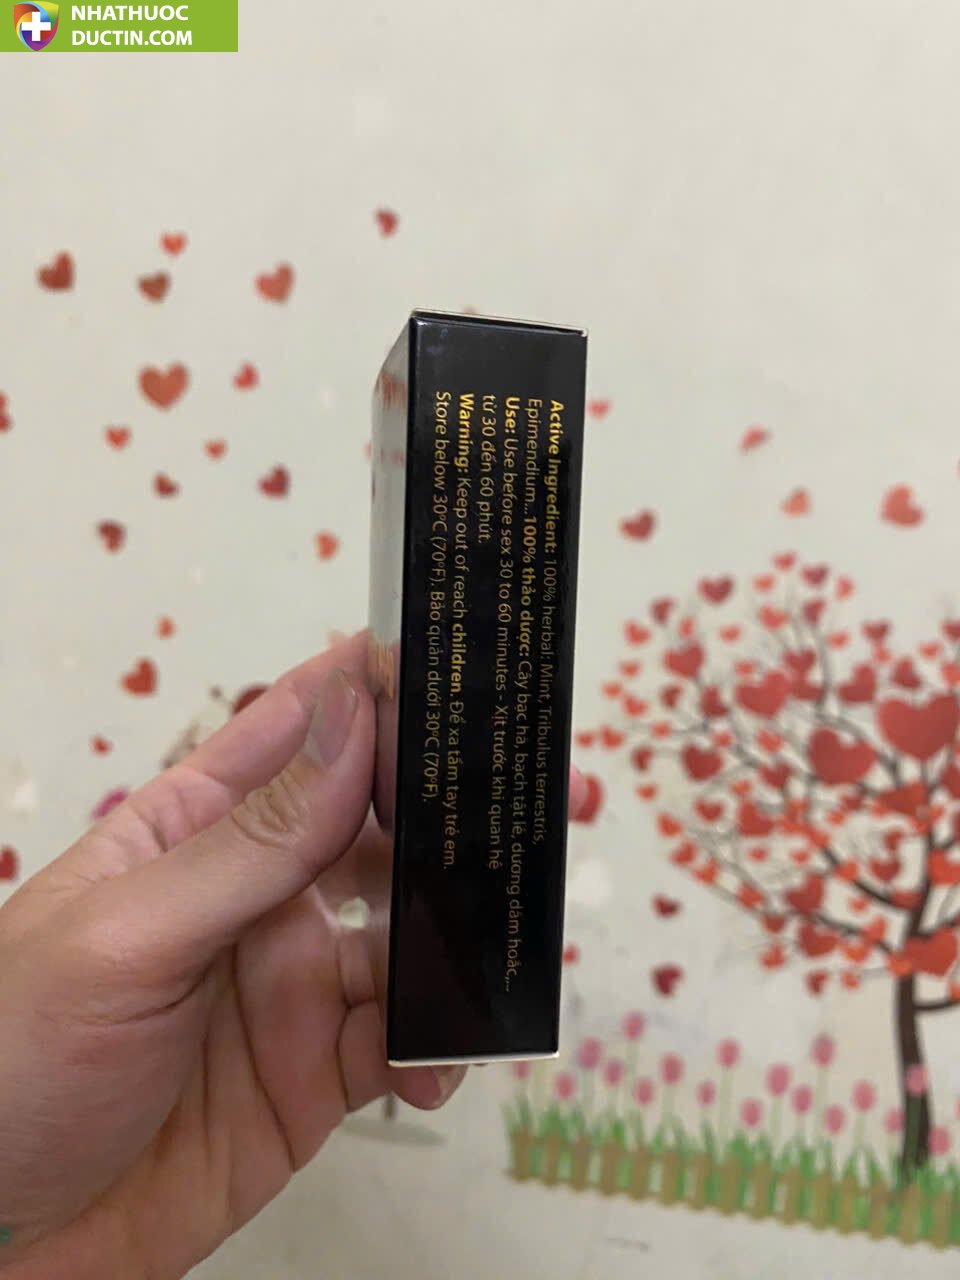 NHATHUOC
DUCTIN.COM
Active Ingredient: 100% herbal: Mint, Tribulus terrestris,
Epimendium...100% thảo dược: Cây bạc hà, bạch tật lê, dương dâm hoắc,...
Use: Use before sex 30 to 60 minutes - Xịt trước khi quan hệ
từ 30 đến 60 phút.
Warning: Keep out of reach children. Để xa tầm tay trẻ em.
Store below 30°C (70°F). Bảo quản dưới 30°C (70°F).